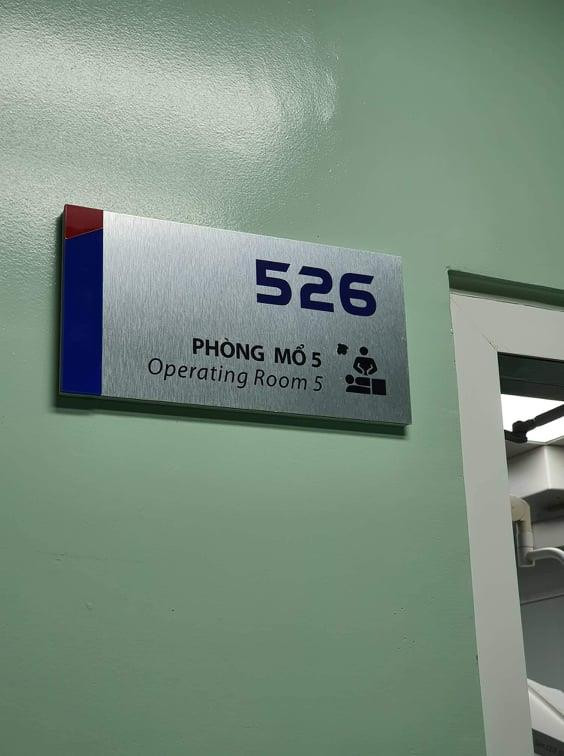 526
PHÒNG MỔ 5
Operating Room 5